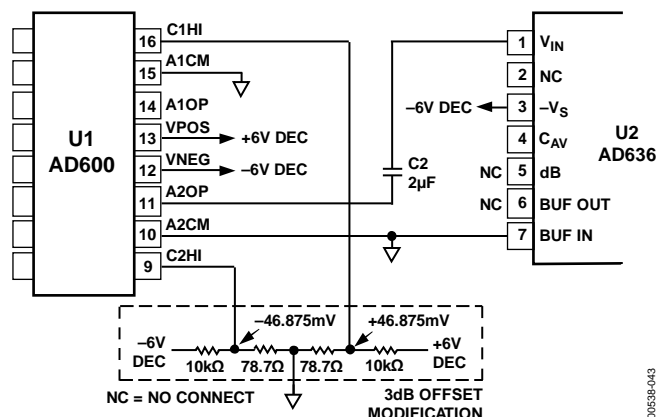 C1HI
16
A1CM
15
14 A1OP
VPOS
13
+6V DEC
VNEG
12
–6V DEC
A2OP
11
A2CM
10
C2HI
9
U1
AD600
C2
2µF
1 VIN
2 NC
–6V DEC
3 –VS
4 CAV
NC 5 dB
NC 6 BUF OUT
7 BUF IN
U2
AD636
–46.875mV
+46.875mV
–6V
DEC
+6V
DEC
10kΩ
78.7Ω
78.7Ω
10kΩ
NC = NO CONNECT
3dB OFFSET
MODIFICATION
00538-043